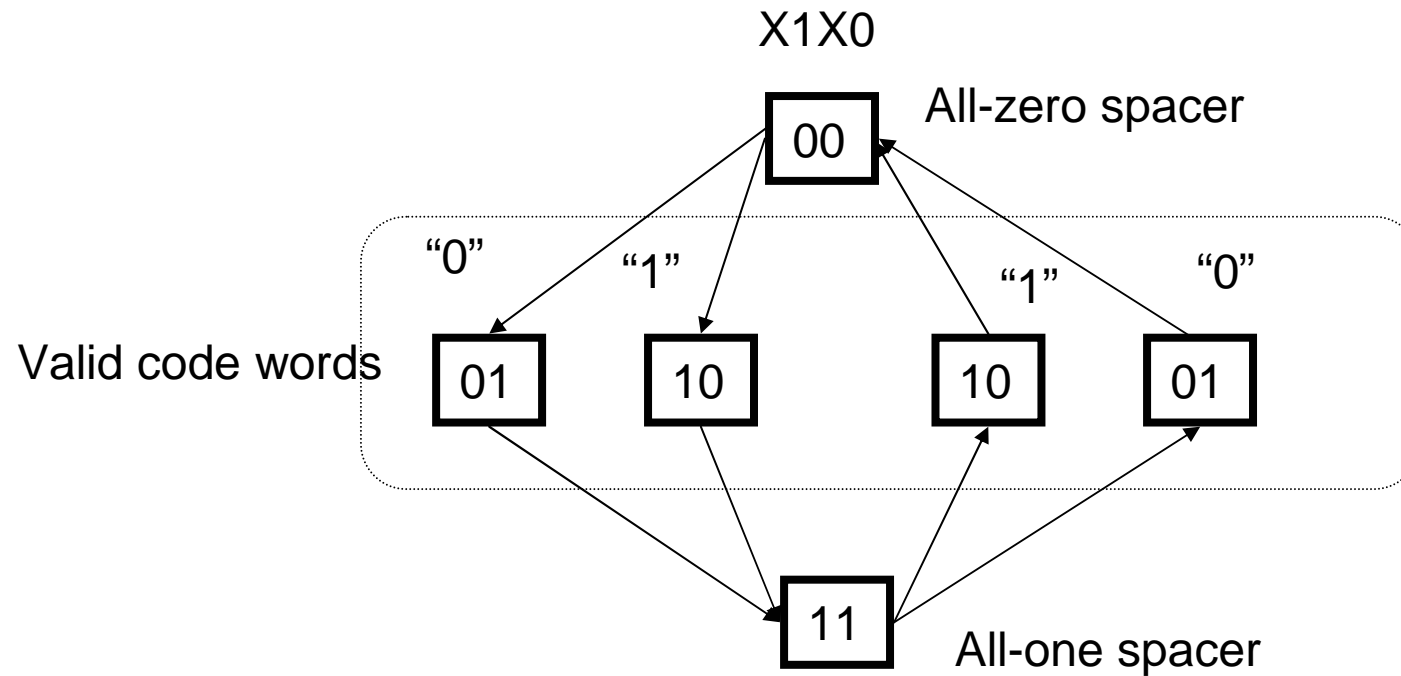 X1X0
All-zero spacer
00
“0”
“1”
“1”
“0”
Valid code words
01
10
10
01
11
All-one spacer